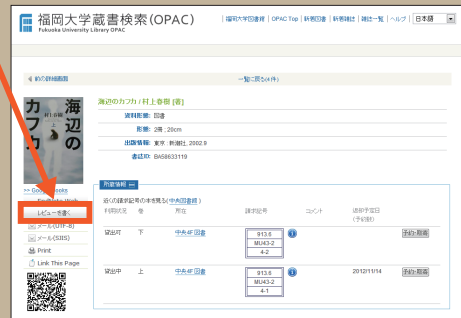 福岡大学蔵書検索(OPAC)
Fukuoka University Library OPAC
福岡大学図書館 | OPAC Top | 新着図書 | 新着雑誌 | 雑誌一覧 | ヘルプ | 日本語
前の詳細画面
一覧に戻る(4件)
海辺の
カフカ
上
海辺のカフカ / 村上春樹 [著]
資料形態: 図書
形態: 2冊 ; 20cm
出版情報: 東京 : 新潮社, 2002.9
書誌ID: BA58633119
>> Google Books
レビューを書く
メール(UTF-8)
メール(SJIS)
Print
Link This Page
所蔵情報
近くの請求記号の本を見る( 中央図書館 )
利用状況 巻 所在 請求記号 コメント 返却予定日
(予約数)
貸出可 下 中央4F図書 913.6 予約・取寄
MU43-2
4-2
貸出中 上 中央4F図書 913.6 2012/11/14 予約・取寄
MU43-2
4-1